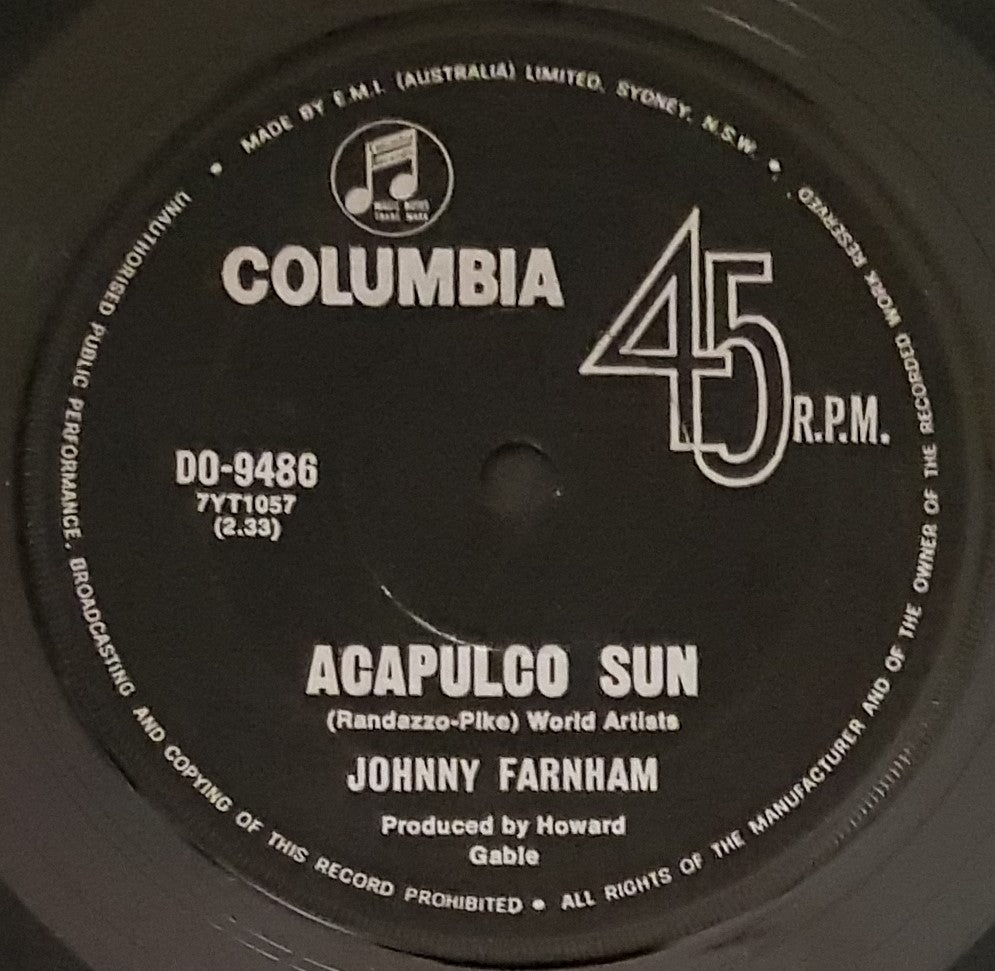 MADE BY E.M.I. (AUSTRALIA) LIMITED, SYDNEY, N.S.W. •
TRADE MARK
COLUMBIA
45
R.P.M.
DO-9486
7YT1057
(2.33)
ACAPULCO SUN
(Randazzo-Pike) World Artists
JOHNNY FARNHAM
Produced by Howard
Gable
UNAUTHORISED PUBLIC PERFORMANCE, BROADCASTING AND COPYING OF THIS RECORD PROHIBITED • ALL RIGHTS OF THE MANUFACTURER AND OF THE OWNER OF THE RECORDED WORK RESERVED